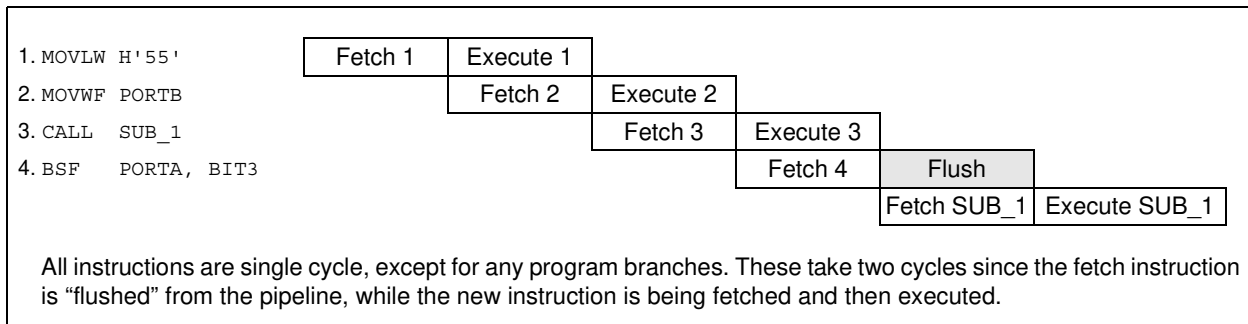 1. MOVLW H'55' Fetch 1 Execute 1
2. MOVWF PORTB Fetch 2 Execute 2
3. CALL SUB_1 Fetch 3 Execute 3
4. BSF PORTA, BIT3 Fetch 4 Flush
Fetch SUB_1 Execute SUB_1
All instructions are single cycle, except for any program branches. These take two cycles since the fetch instruction
is “flushed” from the pipeline, while the new instruction is being fetched and then executed.